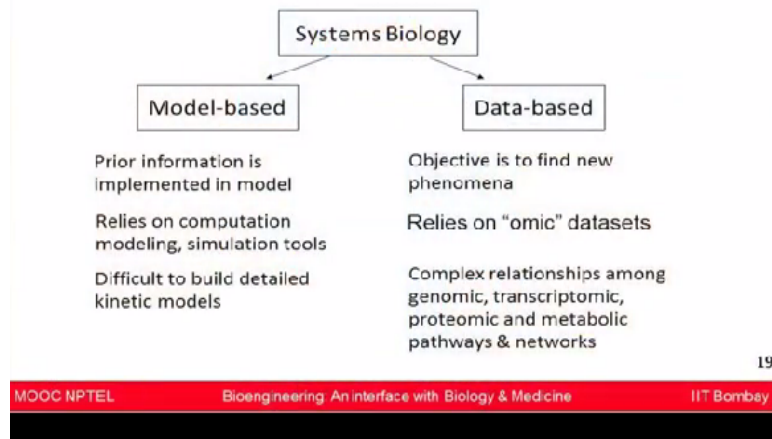 Systems Biology
Model-based
Data-based
Prior information is
implemented in model
Relies on computation
modeling, simulation tools
Difficult to build detailed
kinetic models
Objective is to find new
phenomena
Relies on “omic” datasets
Complex relationships among
genomic, transcriptomic,
proteomic and metabolic
pathways & networks
19
MOOC NPTEL
Bioengineering: An interface with Biology & Medicine
IIT Bombay